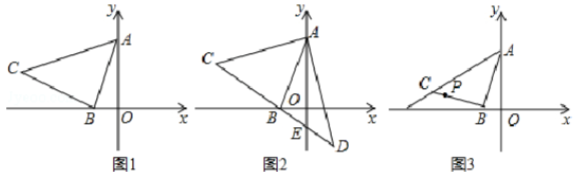 y y y
A A A
C C C P
B O x B O x B Q x
E
D
图1 图2 图3